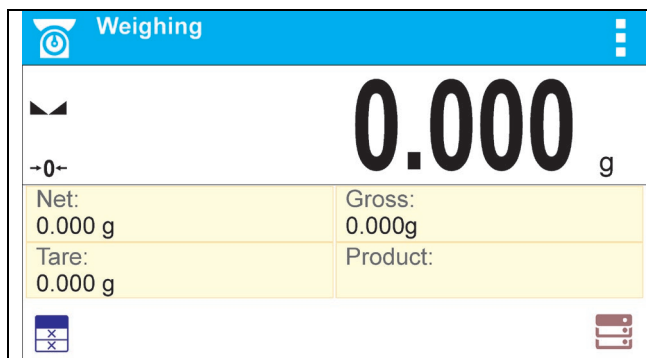 Weighing
0.000 g
→0←
Net:
0.000 g
Gross:
0.000g
Tare:
0.000 g
Product: